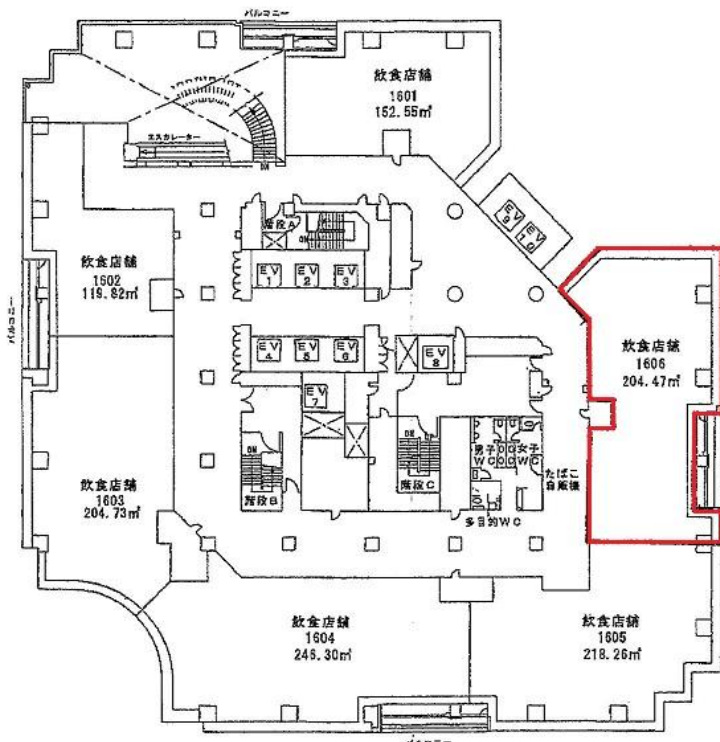 バルコニー
飲食店舗
1601
152.55㎡
エスカレーター
DN
階段A
DN
EV
9
EV
10
飲食店舗
1602
119.82㎡
バルコニー
EV
1
EV
2
EV
3
EV
4
EV
5
EV
6
EV
8
EV
7
飲食店舗
1606
204.47㎡
飲食店舗
1603
204.73㎡
DN
階段B
DN
階段C
男子
WC
女子
WC
たばこ
自販機
多目的WC
飲食店舗
1604
246.30㎡
飲食店舗
1605
218.26㎡